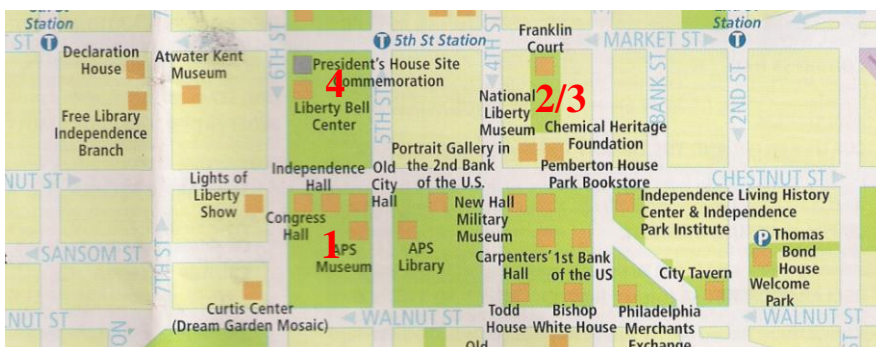 Station
ST
5th St Station
Franklin
Court
MARKET ST
Station
Declaration
House
Atwater Kent
Museum
6TH ST
President's House Site
Commemoration
4
Liberty Bell
Center
5TH ST
4TH ST
National
Liberty
Museum
2/3
BANK ST
2ND ST
Free Library
Independence
Branch
Chemical Heritage
Foundation
Portrait Gallery in
the 2nd Bank
of the U.S.
Pemberton House
Park Bookstore
NUT ST
CHESTNUT ST
Lights of
Liberty
Show
Independence
Hall
Old
City
Hall
Congress
Hall
1
APS
Museum
APS
Library
New Hall
Military
Museum
Independence Living History
Center & Independence
Park Institute
P
Thomas
Bond
House
SANSOM ST
7TH ST
Carpenters'
Hall
1st Bank
of the US
City Tavern
Welcome
Park
Curtis Center
(Dream Garden Mosaic)
NUT ST
WALNUT ST
Todd
House
Bishop
White House
Philadelphia
Merchants
Exchange
WALNUT ST
Old